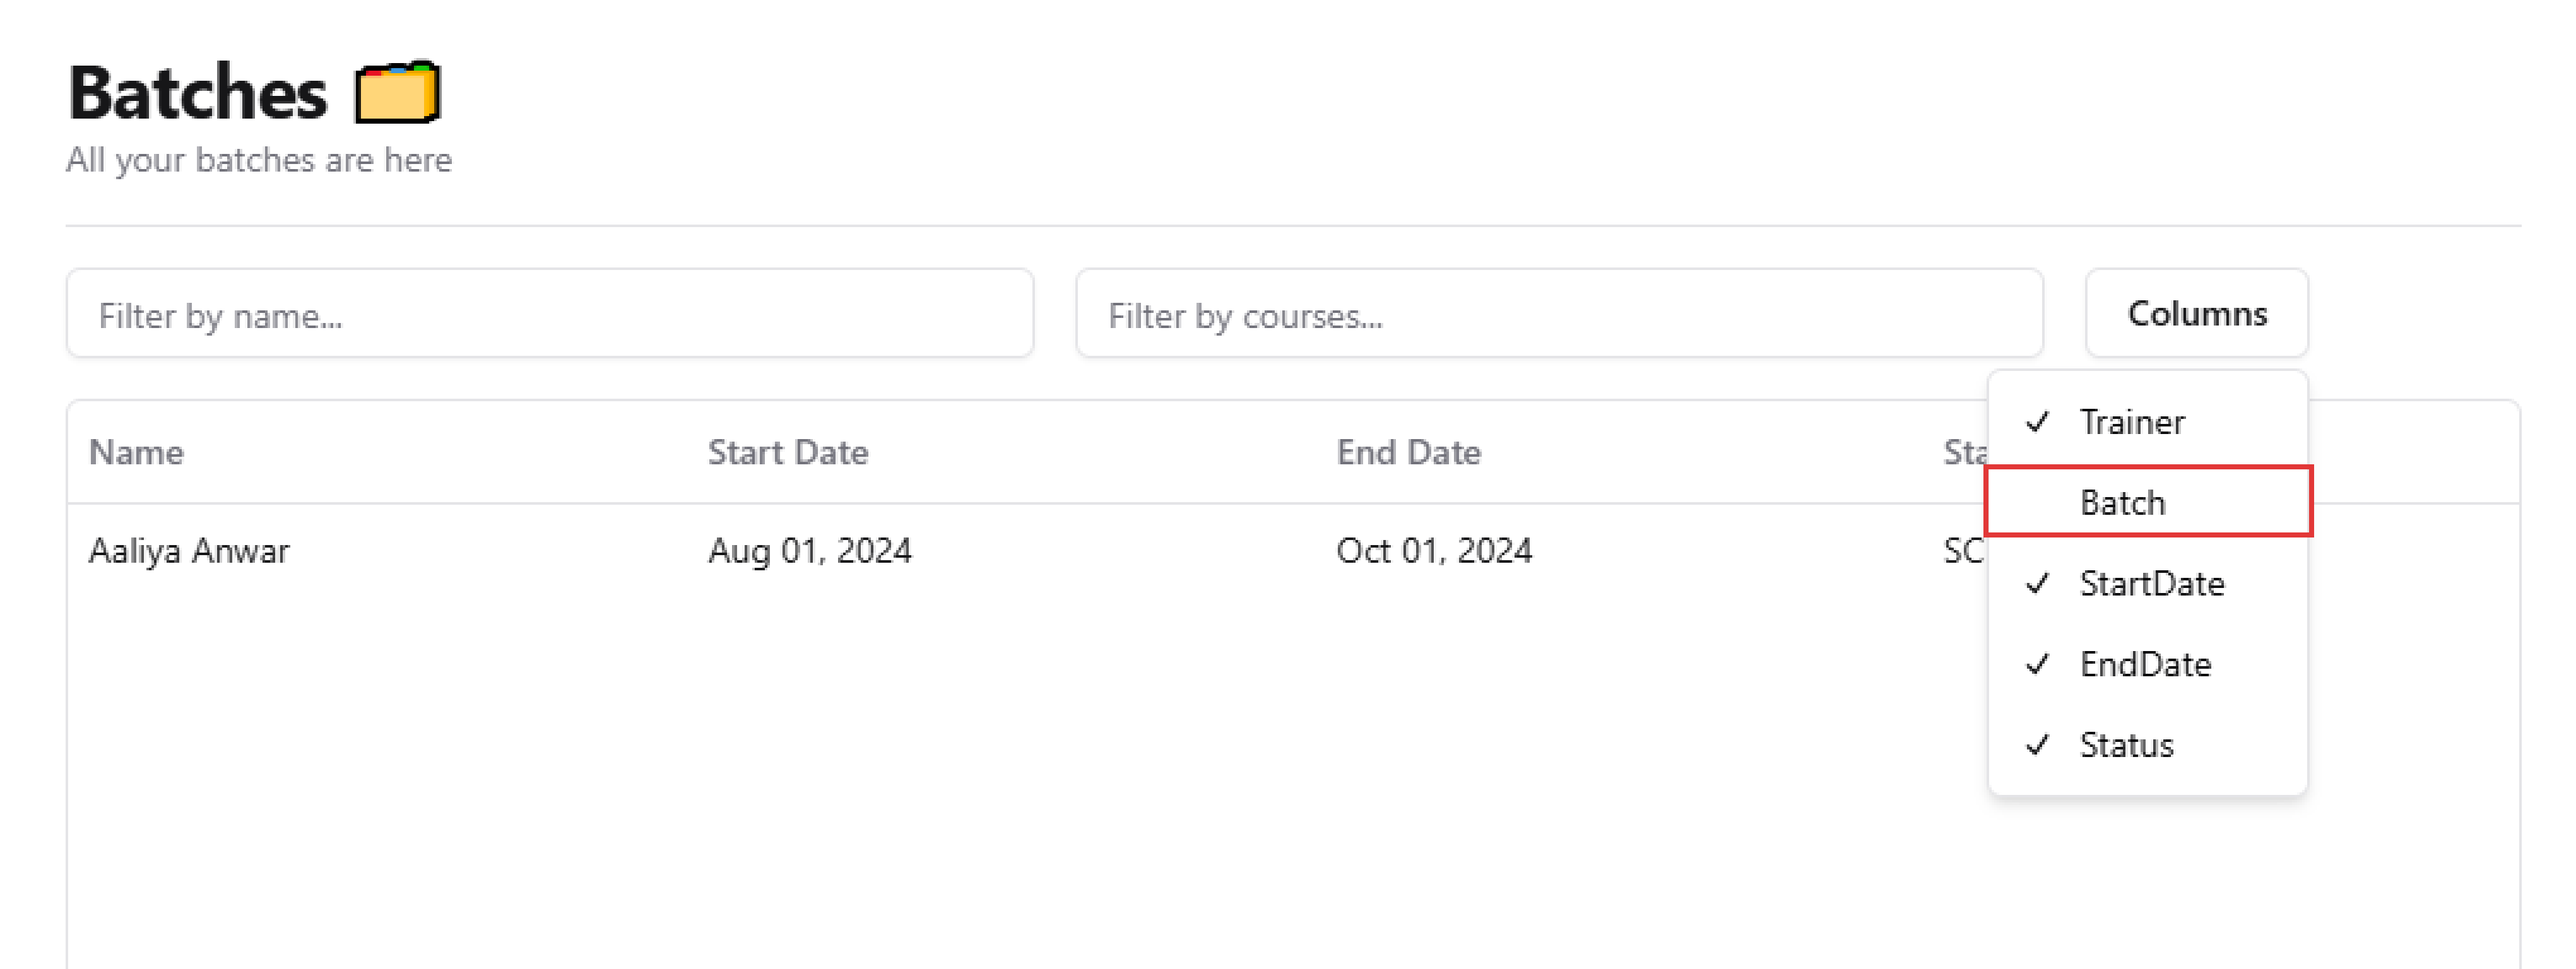 Batches
All your batches are here
Filter by name...
Filter by courses...
Columns
Name
Start Date
End Date
Sta
Aaliya Anwar
Aug 01, 2024
Oct 01, 2024
SC
Trainer
Batch
StartDate
EndDate
Status